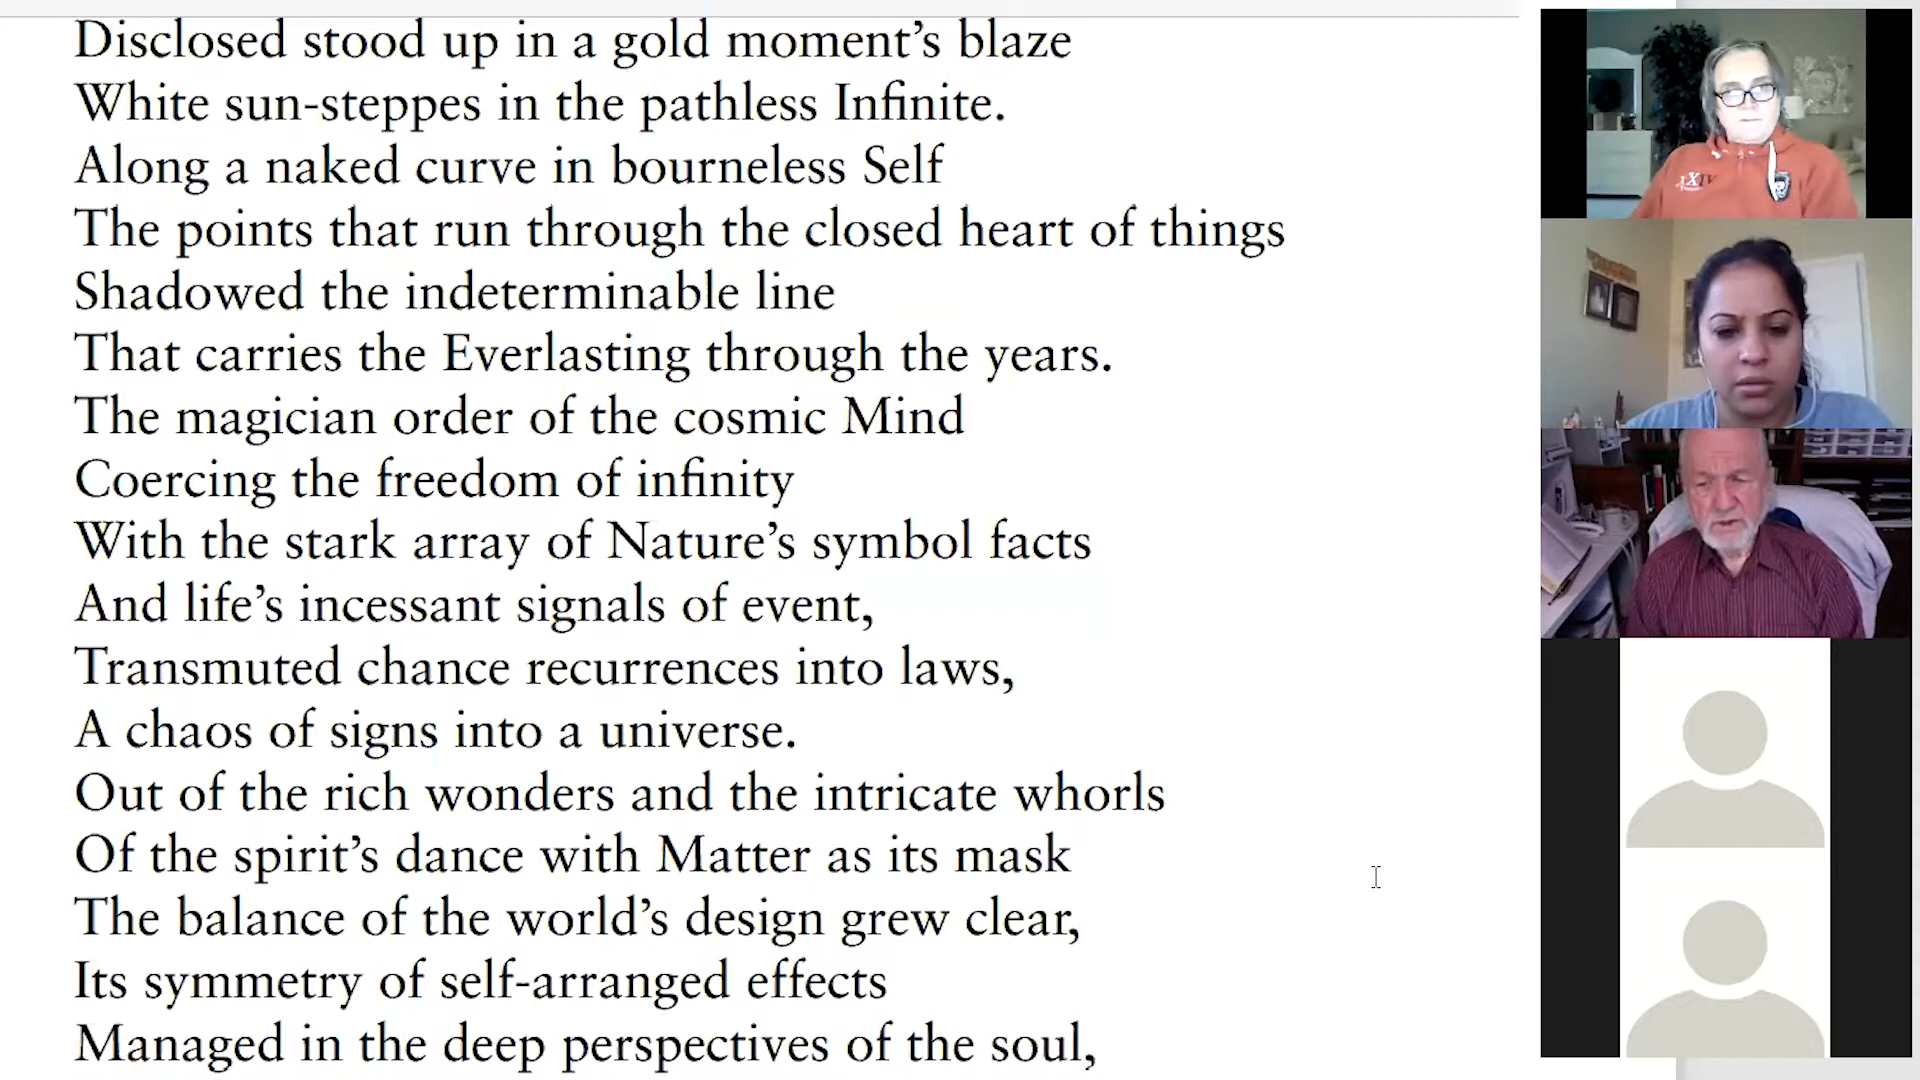 Disclosed stood up in a gold moment’s blaze
White sun-steppes in the pathless Infinite.
Along a naked curve in bourneless Self
The points that run through the closed heart of things
Shadowed the indeterminable line
That carries the Everlasting through the years.
The magician order of the cosmic Mind
Coercing the freedom of infinity
With the stark array of Nature’s symbol facts
And life’s incessant signals of event,
Transmuted chance recurrences into laws,
A chaos of signs into a universe.
Out of the rich wonders and the intricate whorls
Of the spirit’s dance with Matter as its mask
The balance of the world’s design grew clear,
Its symmetry of self-arranged effects
Managed in the deep perspectives of the soul,
XXIV